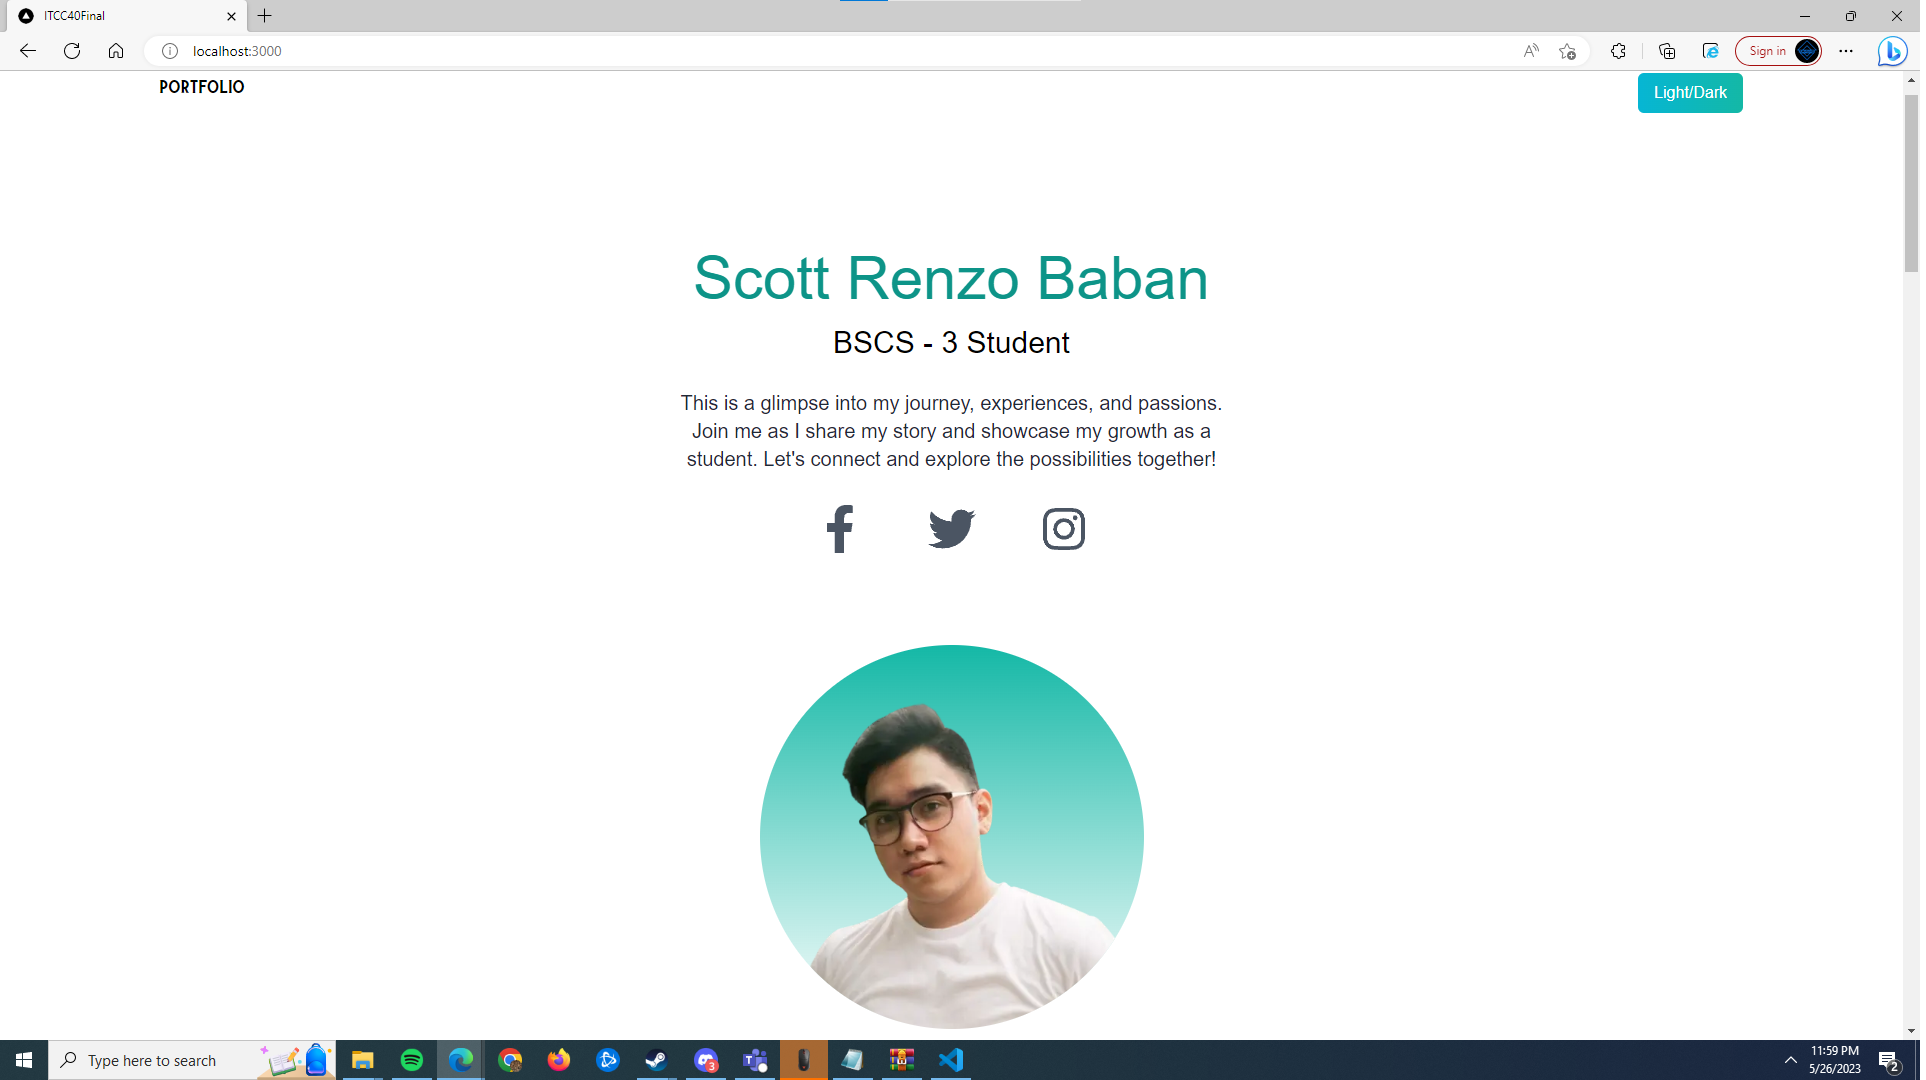 ITCC40Final
localhost:3000
Sign in
PORTFOLIO
Light/Dark
Scott Renzo Baban
BSCS - 3 Student
This is a glimpse into my journey, experiences, and passions.
Join me as I share my story and showcase my growth as a
student. Let's connect and explore the possibilities together!
Type here to search
3
11:59 PM
5/26/2023
2